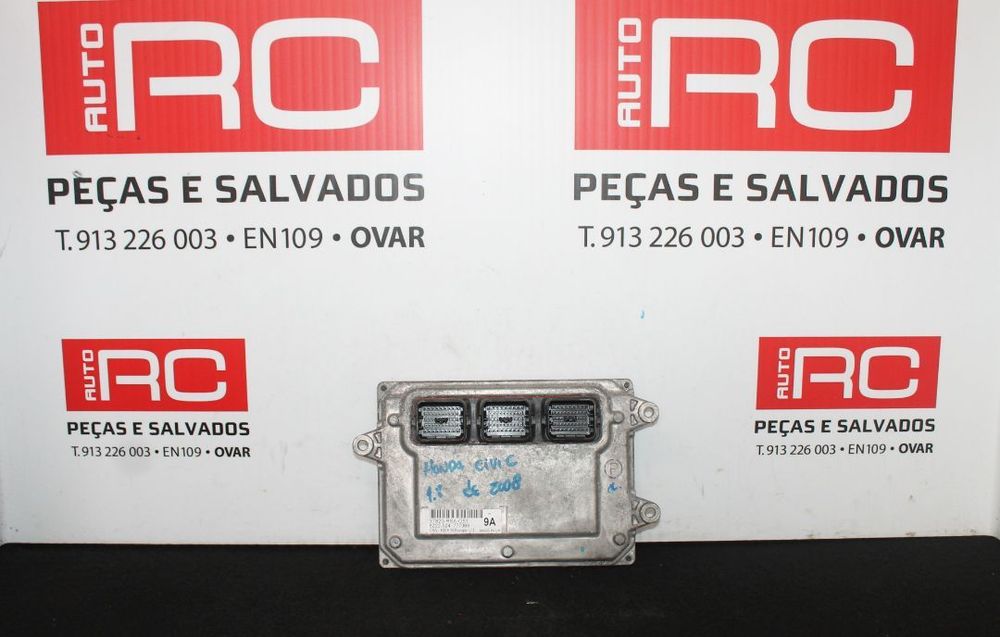 AUTO RC
PEÇAS E SALVADOS
T. 913 226 003 • EN109 • OVAR
AUTO RC
PEÇAS E SALVADOS
T. 913 226 003 • EN109 • OVAR
AUTO RC
PEÇAS E SALVADOS
T. 913 226 003 • EN109 • OVAR
AUTO RC
PEÇAS E SALVADOS
T. 913 226 003 • EN109 • OVAR
HONDA CIVIC
de 2008
P
9A